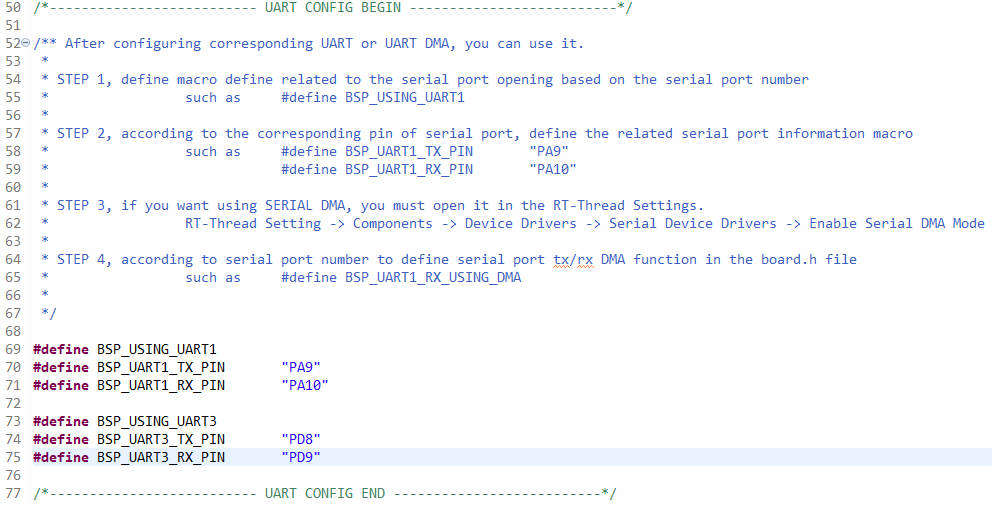 50 /*-------------------------- UART CONFIG BEGIN --------------------------*/
51
52 /** After configuring corresponding UART or UART DMA, you can use it.
53  *
54  * STEP 1, define macro define related to the serial port opening based on the serial port number
55  *                 such as     #define BSP_USING_UART1
56  *
57  * STEP 2, according to the corresponding pin of serial port, define the related serial port information macro
58  *                 such as     #define BSP_UART1_TX_PIN       "PA9"
59  *                             #define BSP_UART1_RX_PIN       "PA10"
60  *
61  * STEP 3, if you want using SERIAL DMA, you must open it in the RT-Thread Settings.
62  *                 RT-Thread Setting -> Components -> Device Drivers -> Serial Device Drivers -> Enable Serial DMA Mode
63  *
64  * STEP 4, according to serial port number to define serial port tx/rx DMA function in the board.h file
65  *                 such as     #define BSP_UART1_RX_USING_DMA
66  *
67  */
68
69 #define BSP_USING_UART1
70 #define BSP_UART1_TX_PIN       "PA9"
71 #define BSP_UART1_RX_PIN       "PA10"
72
73 #define BSP_USING_UART3
74 #define BSP_UART3_TX_PIN       "PD8"
75 #define BSP_UART3_RX_PIN       "PD9"
76
77 /*-------------------------- UART CONFIG END --------------------------*/